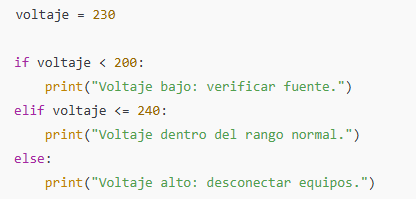 voltaje = 230

if voltaje < 200:
    print("Voltaje bajo: verificar fuente.")
elif voltaje <= 240:
    print("Voltaje dentro del rango normal.")
else:
    print("Voltaje alto: desconectar equipos.")